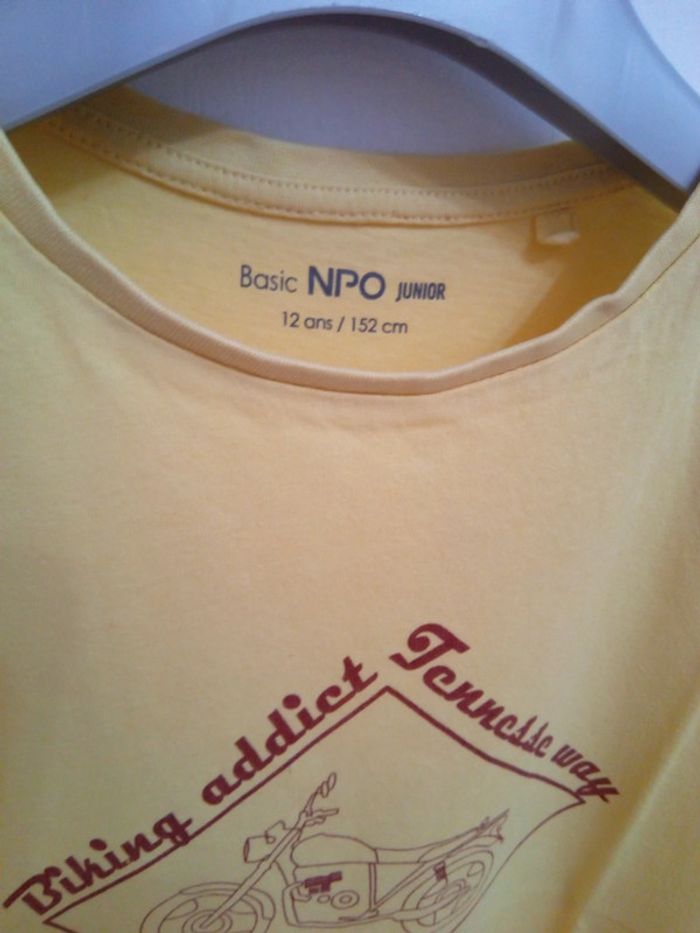 Basic NPO JUNIOR
12 ans / 152 cm
Biking addict
Tennesse way